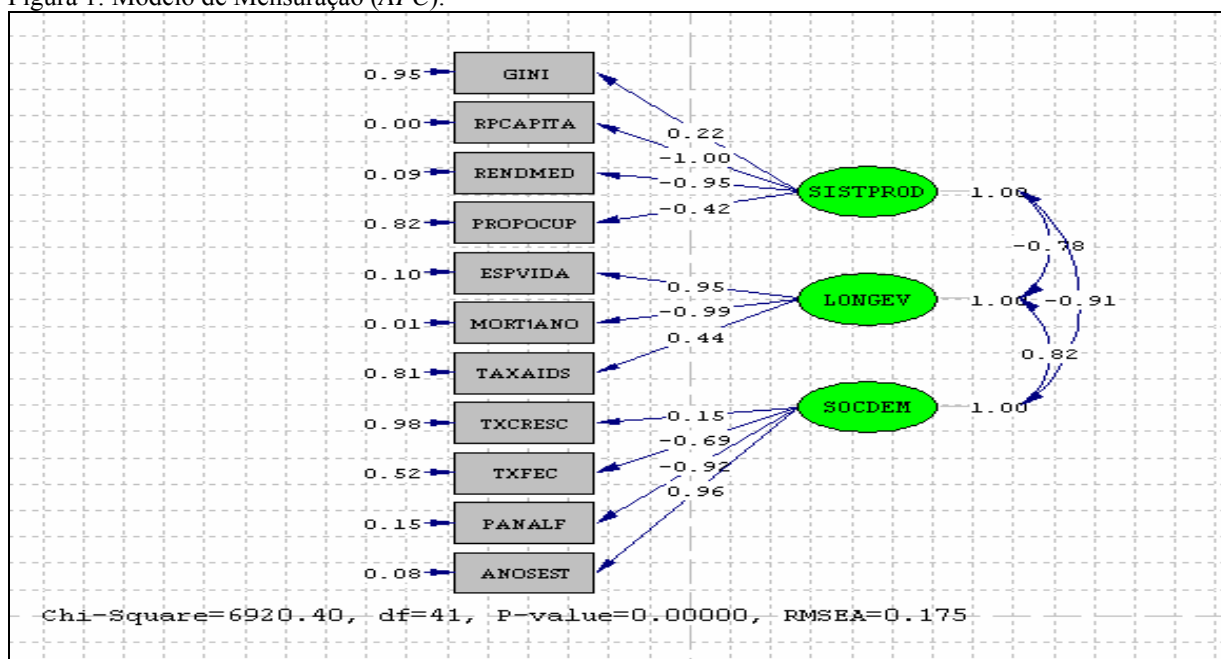 Figura 1: Modelo de Mensuração (AFC).
0.95 GINI
0.22
0.00 RPCAPITA
-1.00
0.09 RENDMED
-0.95
SISTPROD 1.00
0.82 PROPOCUP
-0.42
-0.78
0.10 ESPVIDA
0.95
LONGEV 1.00
-0.91
0.01 MORT1ANO
-0.99
0.44
0.82
0.81 TAXAIDS
SOCDEM 1.00
0.98 TXCRESC
0.15
-0.69
0.52 TXFEC
-0.92
0.96
0.15 PANALF
0.08 ANOSEST
Chi-Square=6920.40, df=41, P-value=0.00000, RMSEA=0.175